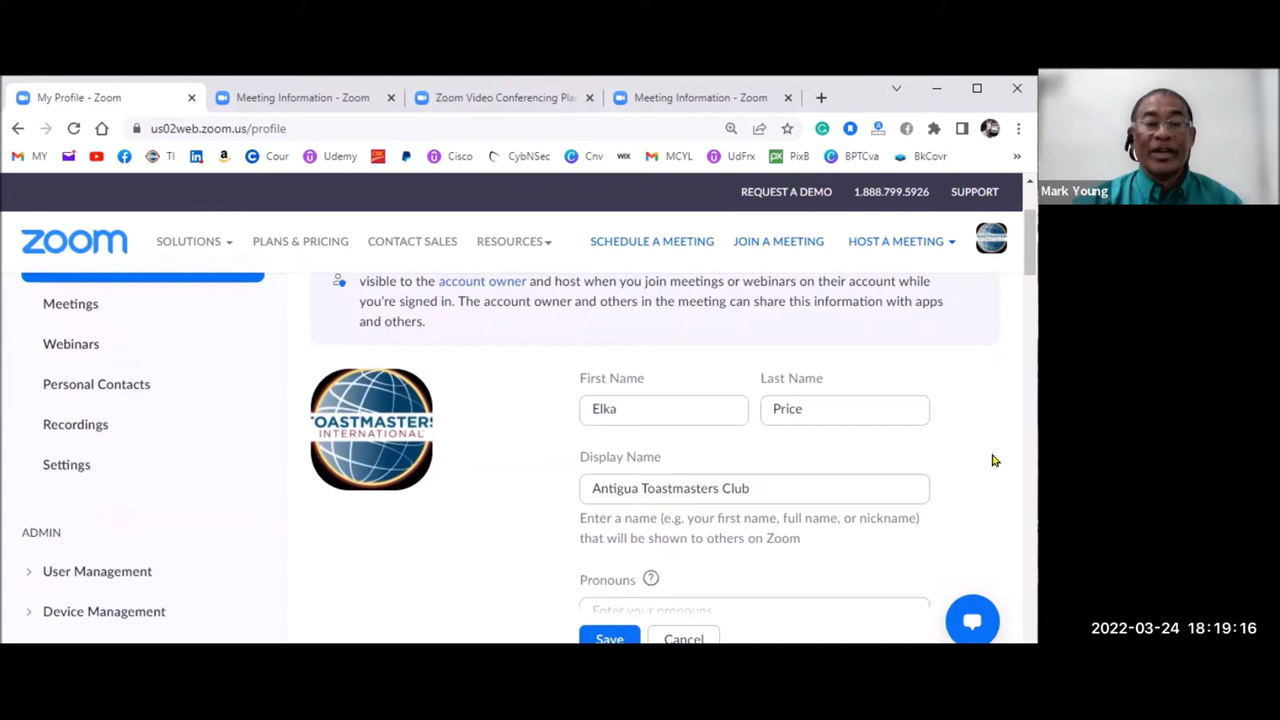 My Profile - Zoom
Meeting Information - Zoom
Zoom Video Conferencing Pla
Meeting Information - Zoom
us02web.zoom.us/profile
MY
TI
Cour
Udemy
Cisco
CybNSec
Cnv
WIX
MCYL
UdFrx
PixB
BPTCva
BkCovr
»
Mark Young
REQUEST A DEMO 1.888.799.5926 SUPPORT
zoom
SOLUTIONS
PLANS & PRICING
CONTACT SALES
RESOURCES
SCHEDULE A MEETING
JOIN A MEETING
HOST A MEETING
visible to the account owner and host when you join meetings or webinars on their account while
you're signed in. The account owner and others in the meeting can share this information with apps
and others.
Meetings
Webinars
Personal Contacts
Recordings
Settings
ADMIN
User Management
Device Management
TOASTMASTERS
INTERNATIONAL
First Name
Last Name
Elka
Price
Display Name
Antigua Toastmasters Club
Enter a name (e.g. your first name, full name, or nickname)
that will be shown to others on Zoom
Pronouns ?
Enter your pronouns
Save
Cancel
2022-03-24 18:19:16